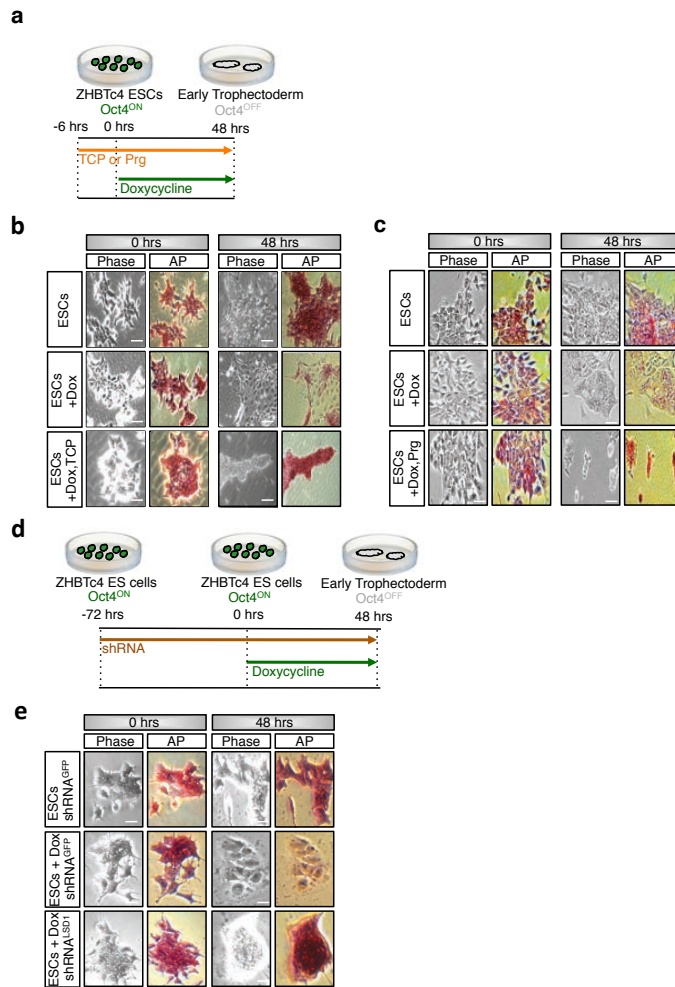 a
ZHBTc4 ESCs
Oct4ON
Early Trophectoderm
Oct4OFF
-6 hrs 0 hrs 48 hrs
TCP or Prg
Doxycycline
b
0 hrs 48 hrs
Phase AP Phase AP
ESCs
ESCs
+Dox
ESCs
+Dox,TCP
c
0 hrs 48 hrs
Phase AP Phase AP
ESCs
ESCs
+Dox
ESCs
+Dox,Prg
d
ZHBTc4 ES cells
Oct4ON
-72 hrs
ZHBTc4 ES cells
Oct4ON
0 hrs
Early Trophectoderm
Oct4OFF
48 hrs
shRNA
Doxycycline
e
0 hrs 48 hrs
Phase AP Phase AP
ESCs
shRNAGFP
ESCs + Dox
shRNAGFP
ESCs + Dox
shRNALSD1